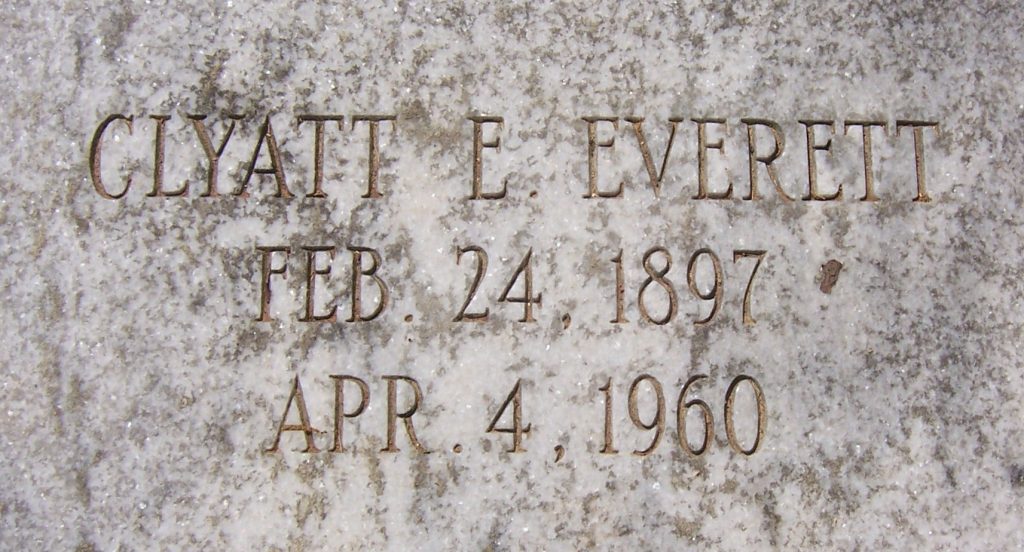 CLYATT E. EVERETT
FEB. 24, 1897
APR. 4, 1960